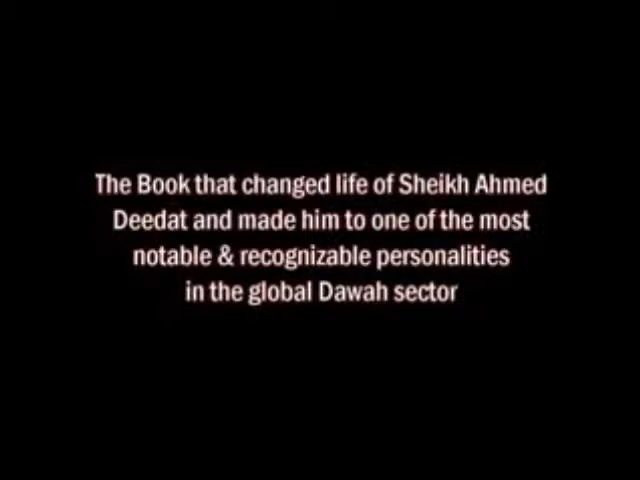 The Book that changed life of Sheikh Ahmed
Deedat and made him to one of the most
notable & recognizable personalities
in the global Dawah sector